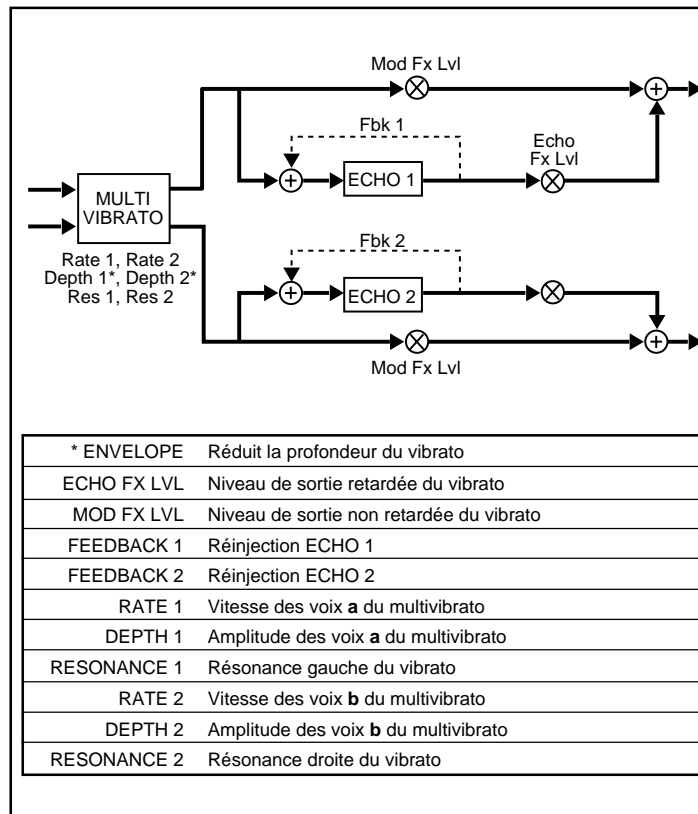 Mod Fx Lvl
Fbk 1
Echo
Fx Lvl
ECHO 1
MULTI
VIBRATO
Rate 1, Rate 2
Depth 1*, Depth 2*
Res 1, Res 2
Fbk 2
ECHO 2
Mod Fx Lvl
* ENVELOPE Réduit la profondeur du vibrato
ECHO FX LVL Niveau de sortie retardée du vibrato
MOD FX LVL Niveau de sortie non retardée du vibrato
FEEDBACK 1 Réinjection ECHO 1
FEEDBACK 2 Réinjection ECHO 2
RATE 1 Vitesse des voix a du multivibrato
DEPTH 1 Amplitude des voix a du multivibrato
RESONANCE 1 Résonance gauche du vibrato
RATE 2 Vitesse des voix b du multivibrato
DEPTH 2 Amplitude des voix b du multivibrato
RESONANCE 2 Résonance droite du vibrato